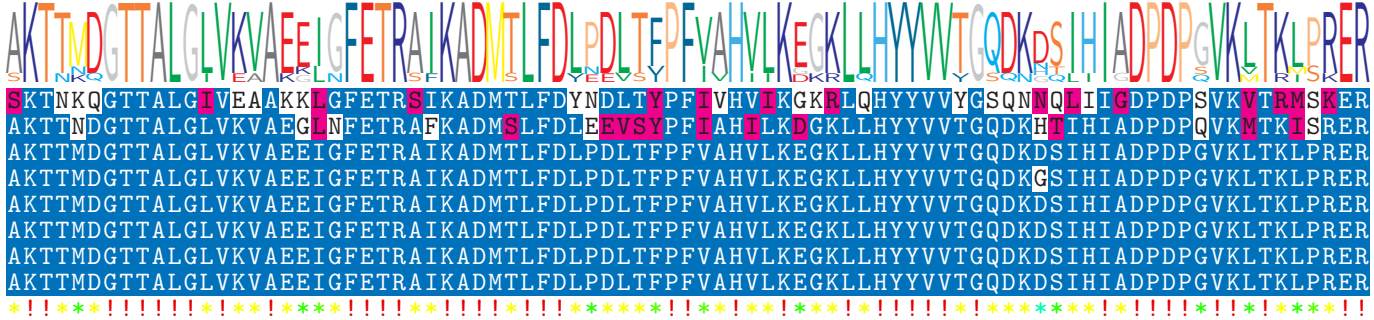 AKTTMDGTTALGLVKVAEEIGFETRAIKADMTLFDLPDLTFPFVAHVLKEGKLLHYYVVTGQDKDSIHIADPDPGVKLTKLPRER
SKTNKQGTTALGIVEAAKKLGFETRSIKADMTLFDYNDLTYPFIVHVIKGKRLQHYYVVYGSQNNQLIIGDPDPSVKVTRMSKER
AKTTNDGTTALGLVKVAEGLNFETRAFKADMSLFDLEEVSYPFIAHILKDGKLLHYYVVTGQDKHTIHIADPDPQVKMTKISRER
AKTTMDGTTALGLVKVAEEIGFETRAIKADMTLFDLPDLTFPFVAHVLKEGKLLHYYVVTGQDKDSIHIADPDPGVKLTKLPRER
AKTTMDGTTALGLVKVAEEIGFETRAIKADMTLFDLPDLTFPFVAHVLKEGKLLHYYVVTGQDKGSIHIADPDPGVKLTKLPRER
AKTTMDGTTALGLVKVAEEIGFETRAIKADMTLFDLPDLTFPFVAHVLKEGKLLHYYVVTGQDKDSIHIADPDPGVKLTKLPRER
AKTTMDGTTALGLVKVAEEIGFETRAIKADMTLFDLPDLTFPFVAHVLKEGKLLHYYVVTGQDKDSIHIADPDPGVKLTKLPRER
AKTTMDGTTALGLVKVAEEIGFETRAIKADMTLFDLPDLTFPFVAHVLKEGKLLHYYVVTGQDKDSIHIADPDPGVKLTKLPRER
AKTTMDGTTALGLVKVAEEIGFETRAIKADMTLFDLPDLTFPFVAHVLKEGKLLHYYVVTGQDKDSIHIADPDPGVKLTKLPRER
*!!***!!!!!!*!**!****!!!!**!!!!*!!!******!!**!**!***!*!!!!!*!*******!*!!!!*!!*!****!!